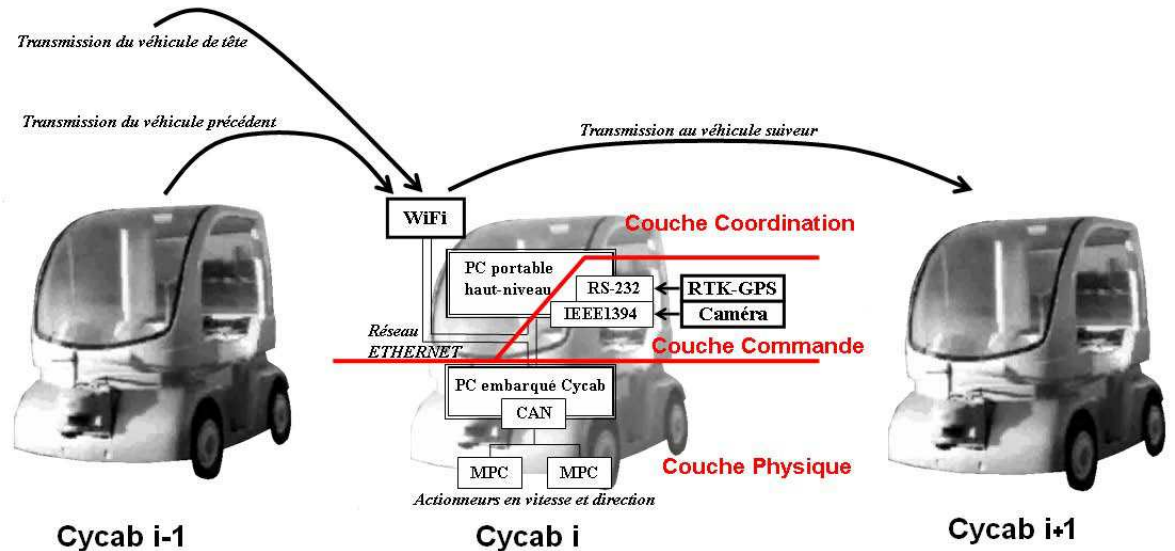 Transmission du véhicule de tête
Transmission du véhicule précédent
Transmission au véhicule suiveur
WiFi
Couche Coordination
PC portable
haut-niveau
RS-232
RTK-GPS
IEEE1394
Caméra
Réseau
ETHERNET
Couche Commande
PC embarqué Cycab
CAN
MPC
MPC
Couche Physique
Actionneurs en vitesse et direction
Cycab i-1
Cycab i
Cycab i+1